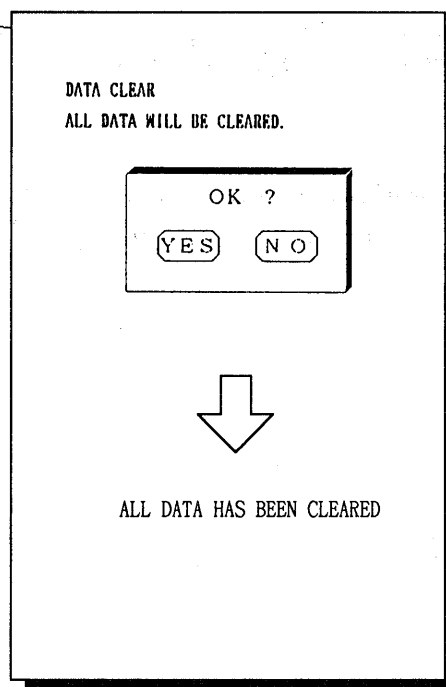 DATA CLEAR
ALL DATA WILL BE CLEARED.
OK ?
YES NO
ALL DATA HAS BEEN CLEARED